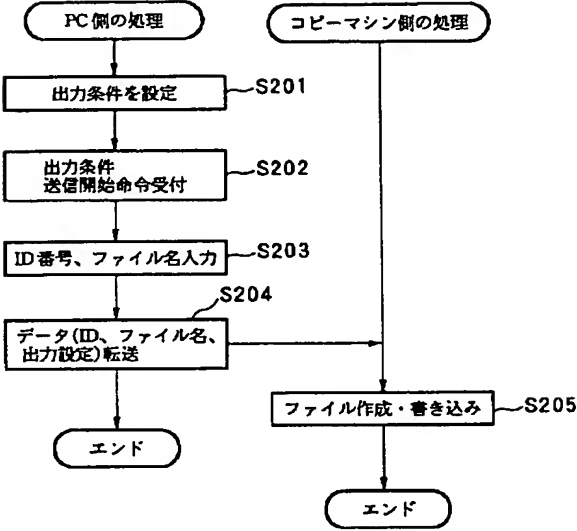 PC側の処理
コピーマシン側の処理
出力条件を設定
S201
出力条件
送信開始命令受付
S202
ID番号、ファイル名入力
S203
S204
データ(ID、ファイル名、
出力設定)転送
ファイル作成・書き込み
S205
エンド
エンド